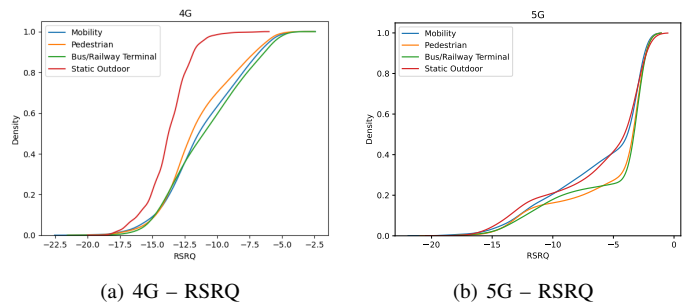 4G
Mobility
Pedestrian
Bus/Railway Terminal
Static Outdoor
Density
1.0
0.8
0.6
0.4
0.2
0.0
−22.5 −20.0 −17.5 −15.0 −12.5 −10.0 −7.5 −5.0 −2.5
RSRQ
(a) 4G – RSRQ
5G
Mobility
Pedestrian
Bus/Railway Terminal
Static Outdoor
Density
1.0
0.8
0.6
0.4
0.2
0.0
−20 −15 −10 −5 0
RSRQ
(b) 5G – RSRQ